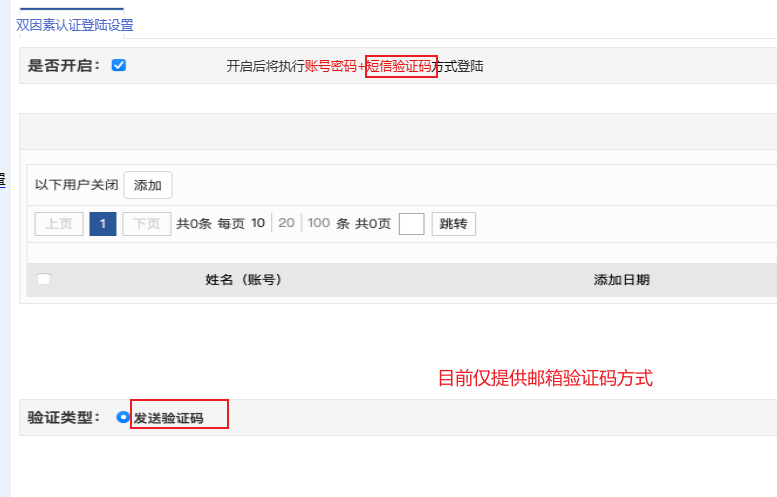 双因素认证登陆设置
是否开启： 开启后将执行账号密码+短信验证码方式登陆
以下用户关闭 添加
上页 1 下页 共0条 每页 10 20 100 条 共0页 跳转
姓名（账号） 添加日期
目前仅提供邮箱验证码方式
验证类型： 发送验证码